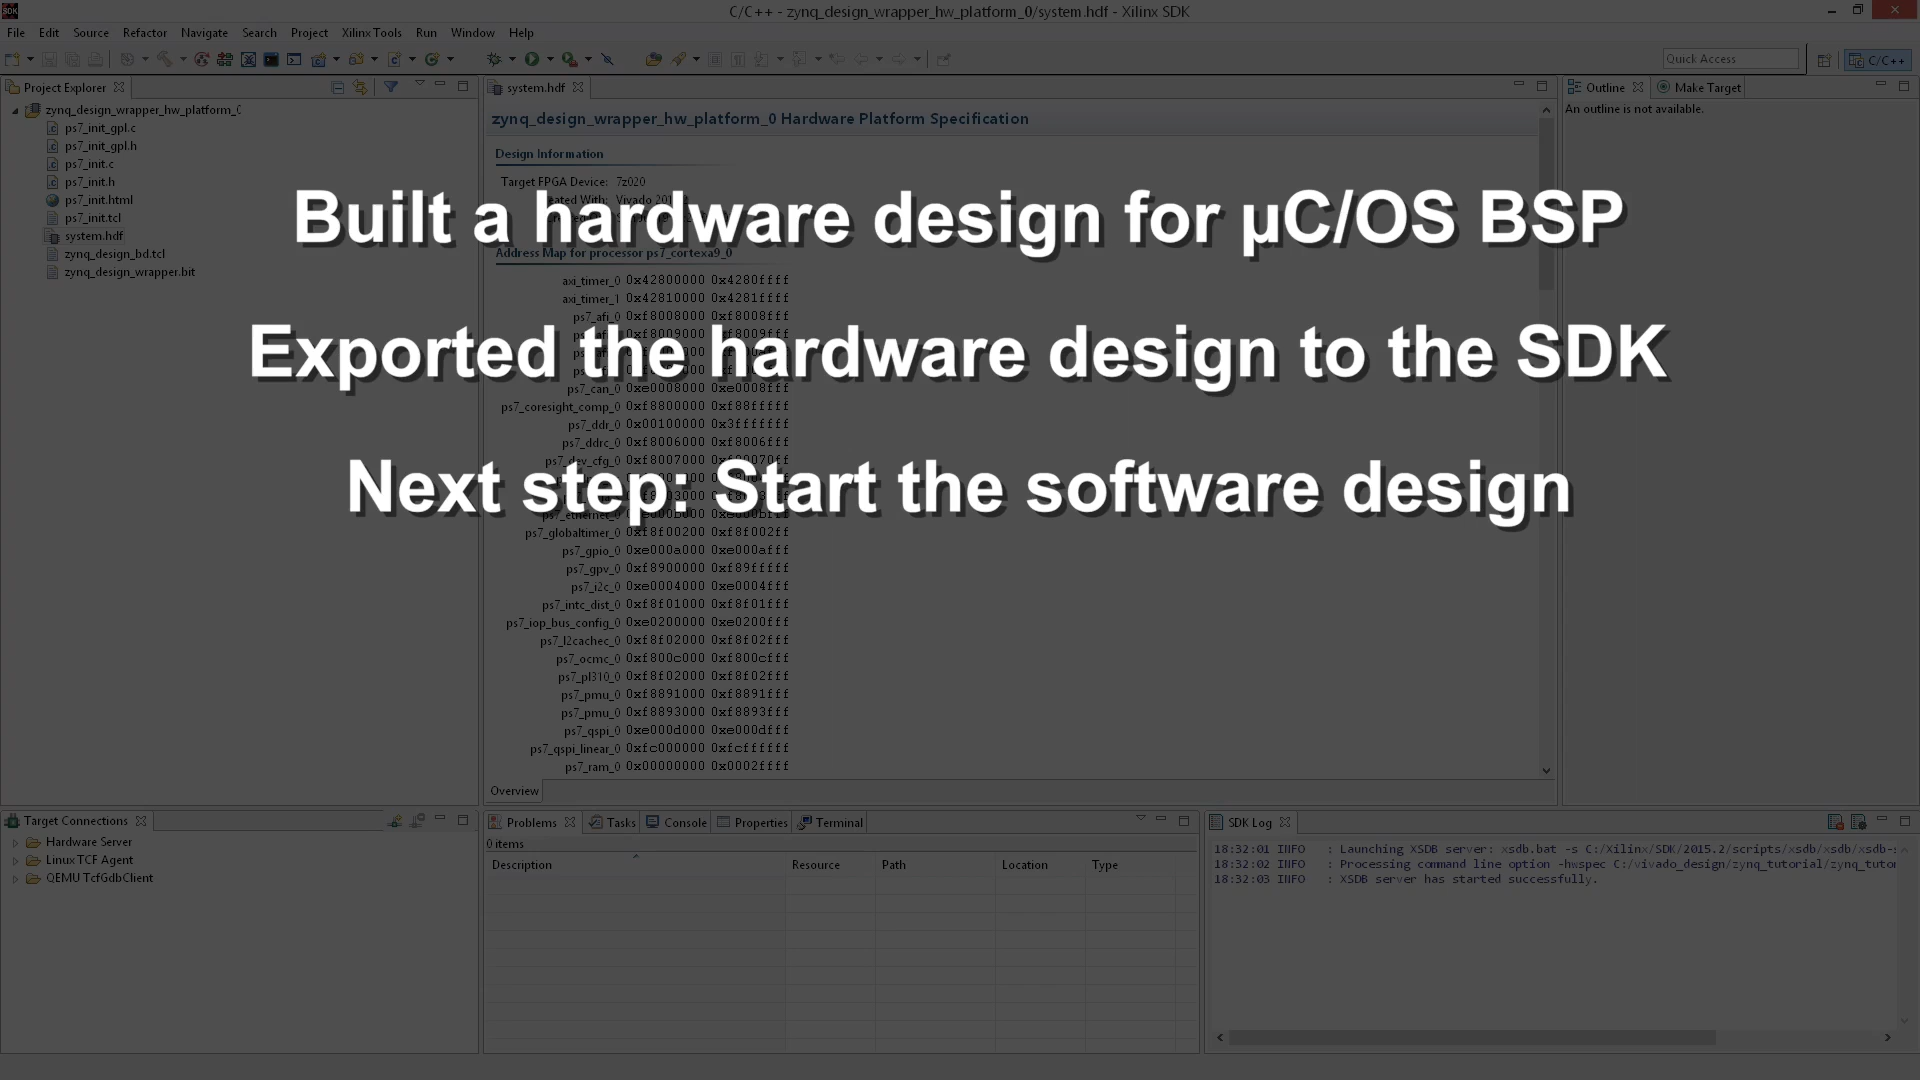 C/C++ - zynq_design_wrapper_hw_platform_0/system.hdf - Xilinx SDK
File Edit Source Refactor Navigate Search Project Xilinx Tools Run Window Help
Quick Access
C/C++
Project Explorer
zynq_design_wrapper_hw_platform_0
ps7_init_gpl.c
ps7_init_gpl.h
ps7_init.c
ps7_init.h
ps7_init.html
ps7_init.tcl
system.hdf
zynq_design_bd.tcl
zynq_design_wrapper.bit
system.hdf
zynq_design_wrapper_hw_platform_0 Hardware Platform Specification
Design Information
Target FPGA Device: 7z020
Built a hardware design for µC/OS BSP
Exported the hardware design to the SDK
Next step: Start the software design
Address Map for processor ps7_cortexa9_0
axi_timer_0 0x42800000 0x4280ffff
axi_timer_1 0x42810000 0x4281ffff
ps7_afi_0 0xf8008000 0xf8008fff
ps7_can_0 0xe0008000 0xe0008fff
ps7_coresight_comp_0 0xf8800000 0xf88fffff
ps7_ddr_0 0x00100000 0x3fffffff
ps7_ddrc_0 0xf8006000 0xf8006fff
ps7_dev_cfg_0 0xf8007000 0xf80070ff
ps7_globaltimer_0 0xf8f00200 0xf8f002ff
ps7_gpio_0 0xe000a000 0xe000afff
ps7_gpv_0 0xf8900000 0xf89fffff
ps7_i2c_0 0xe0004000 0xe0004fff
ps7_intc_dist_0 0xf8f01000 0xf8f01fff
ps7_iop_bus_config_0 0xe0200000 0xe0200fff
ps7_l2cachec_0 0xf8f02000 0xf8f02fff
ps7_ocmc_0 0xf800c000 0xf800cfff
ps7_pl310_0 0xf8f02000 0xf8f02fff
ps7_pmu_0 0xf8891000 0xf8891fff
ps7_pmu_0 0xf8893000 0xf8893fff
ps7_qspi_0 0xe000d000 0xe000dfff
ps7_qspi_linear_0 0xfc000000 0xfcffffff
ps7_ram_0 0x00000000 0x0002ffff
Overview
Outline Make Target
An outline is not available.
Target Connections
Hardware Server
Linux TCF Agent
QEMU TcfGdbClient
Problems Tasks Console Properties Terminal
0 items
Description Resource Path Location Type
SDK Log
18:32:01 INFO : Launching XSDB server: xsdb.bat -s C:/Xilinx/SDK/2015.2/scripts/xsdb/xsdb/xsdb-s
18:32:02 INFO : Processing command line option -hwspec C:/vivado_design/zynq_tutorial/zynq_tutor
18:32:03 INFO : XSDB server has started successfully.